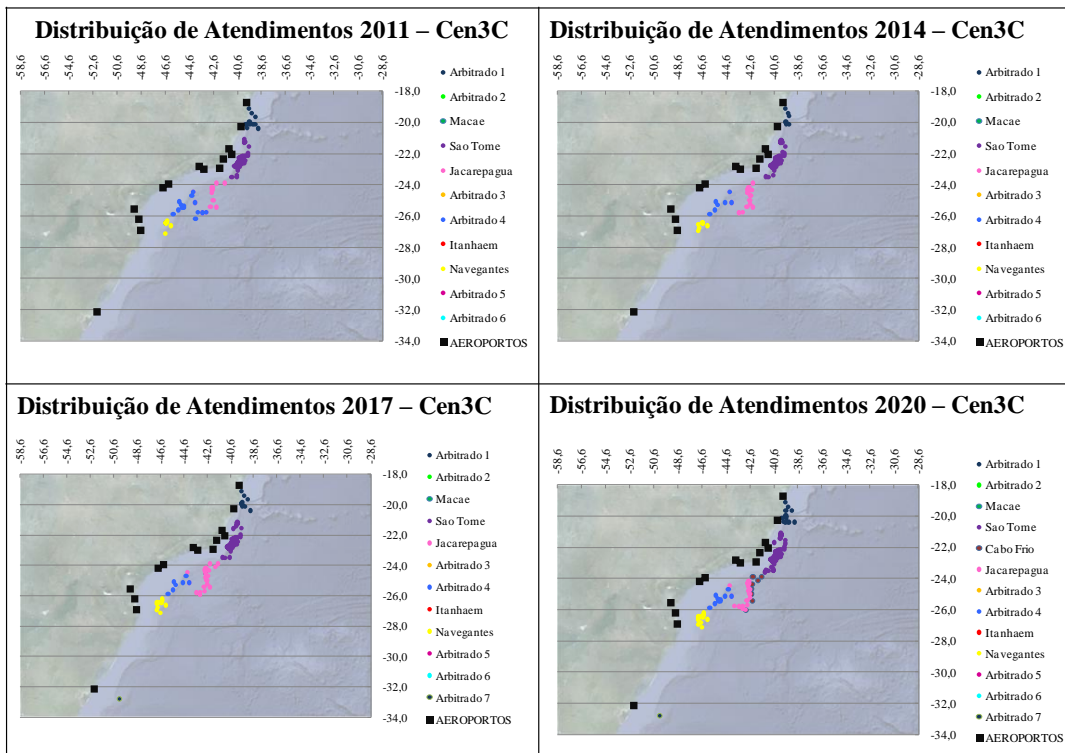 Distribuição de Atendimentos 2011 – Cen3C
-58,6
-56,6
-54,6
-52,6
-50,6
-48,6
-46,6
-44,6
-42,6
-40,6
-38,6
-36,6
-34,6
-32,6
-30,6
-28,6
-18,0
-20,0
-22,0
-24,0
-26,0
-28,0
-30,0
-32,0
-34,0
Arbitrado 1
Arbitrado 2
Macae
Sao Tome
Jacarepagua
Arbitrado 3
Arbitrado 4
Itanhaem
Navegantes
Arbitrado 5
Arbitrado 6
AEROPORTOS
Distribuição de Atendimentos 2014 – Cen3C
-58,6
-56,6
-54,6
-52,6
-50,6
-48,6
-46,6
-44,6
-42,6
-40,6
-38,6
-36,6
-34,6
-32,6
-30,6
-28,6
-18,0
-20,0
-22,0
-24,0
-26,0
-28,0
-30,0
-32,0
-34,0
Arbitrado 1
Arbitrado 2
Macae
Sao Tome
Jacarepagua
Arbitrado 3
Arbitrado 4
Itanhaem
Navegantes
Arbitrado 5
Arbitrado 6
AEROPORTOS
Distribuição de Atendimentos 2017 – Cen3C
-58,6
-56,6
-54,6
-52,6
-50,6
-48,6
-46,6
-44,6
-42,6
-40,6
-38,6
-36,6
-34,6
-32,6
-30,6
-28,6
-18,0
-20,0
-22,0
-24,0
-26,0
-28,0
-30,0
-32,0
-34,0
Arbitrado 1
Arbitrado 2
Macae
Sao Tome
Jacarepagua
Arbitrado 3
Arbitrado 4
Itanhaem
Navegantes
Arbitrado 5
Arbitrado 6
Arbitrado 7
AEROPORTOS
Distribuição de Atendimentos 2020 – Cen3C
-58,6
-56,6
-54,6
-52,6
-50,6
-48,6
-46,6
-44,6
-42,6
-40,6
-38,6
-36,6
-34,6
-32,6
-30,6
-28,6
-18,0
-20,0
-22,0
-24,0
-26,0
-28,0
-30,0
-32,0
-34,0
Arbitrado 1
Arbitrado 2
Macae
Sao Tome
Cabo Frio
Jacarepagua
Arbitrado 3
Arbitrado 4
Itanhaem
Navegantes
Arbitrado 5
Arbitrado 6
Arbitrado 7
AEROPORTOS